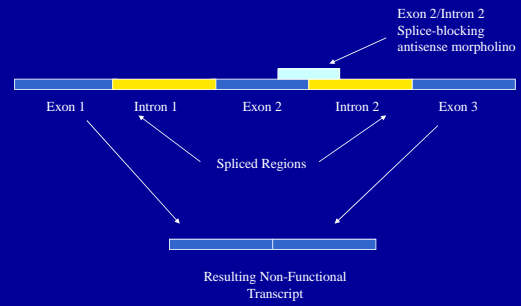 Exon 2/Intron 2
Splice-blocking
antisense morpholino
Exon 1 Intron 1 Exon 2 Intron 2 Exon 3
Spliced Regions
Resulting Non-Functional
Transcript